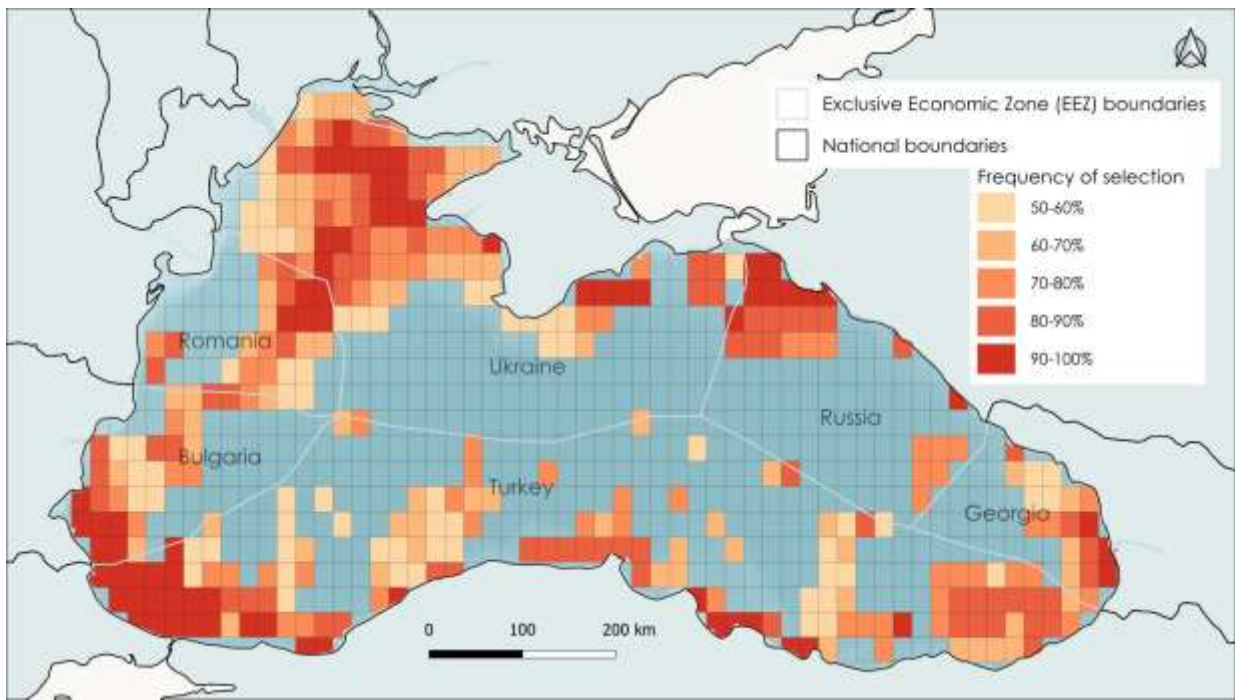 Exclusive Economic Zone (EEZ) boundaries
National boundaries
Frequency of selection
50-60%
60-70%
70-80%
80-90%
90-100%
Romania
Ukraine
Russia
Bulgaria
Turkey
Georgia
0 100 200 km